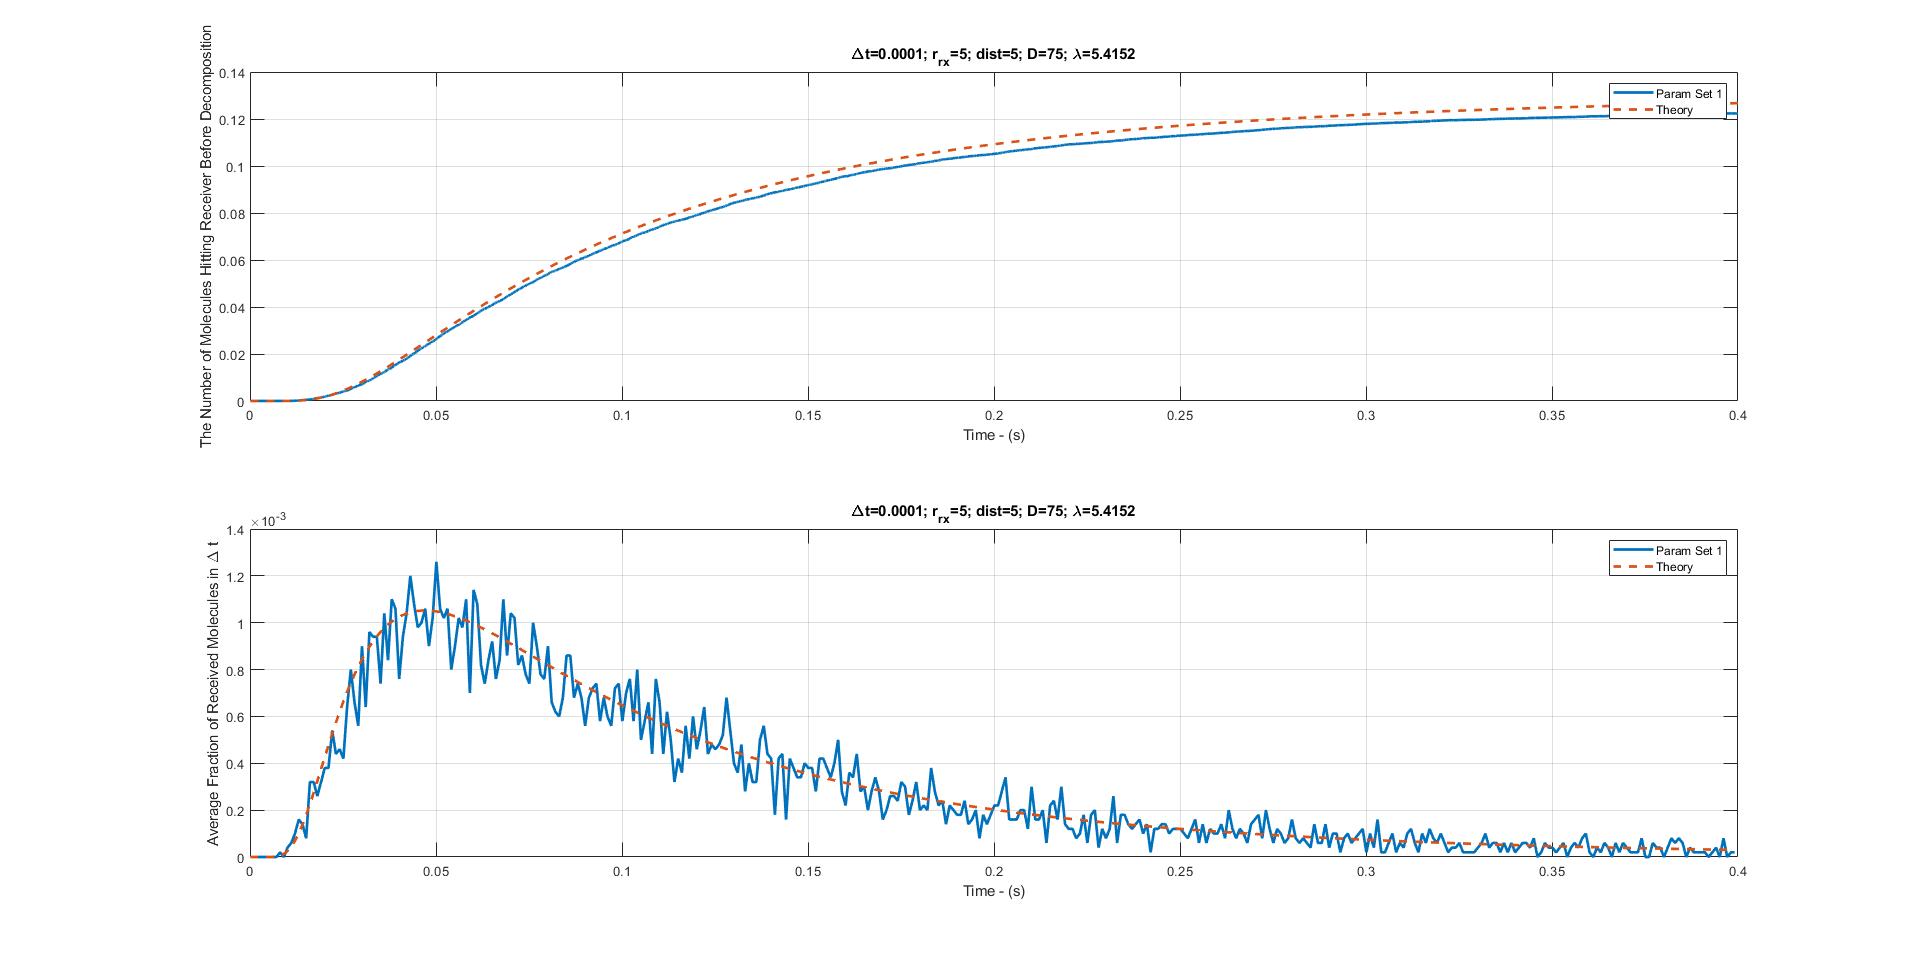 Δt=0.0001; r_rx=5; dist=5; D=75; λ=5.4152
The Number of Molecules Hitting Receiver Before Decomposition
0.14
0.12
0.1
0.08
0.06
0.04
0.02
0
Param Set 1
Theory
0 0.05 0.1 0.15 0.2 0.25 0.3 0.35 0.4
Time - (s)
Δt=0.0001; r_rx=5; dist=5; D=75; λ=5.4152
×10^-3
Average Fraction of Received Molecules in Δ t
1.4
1.2
1
0.8
0.6
0.4
0.2
0
Param Set 1
Theory
0 0.05 0.1 0.15 0.2 0.25 0.3 0.35 0.4
Time - (s)